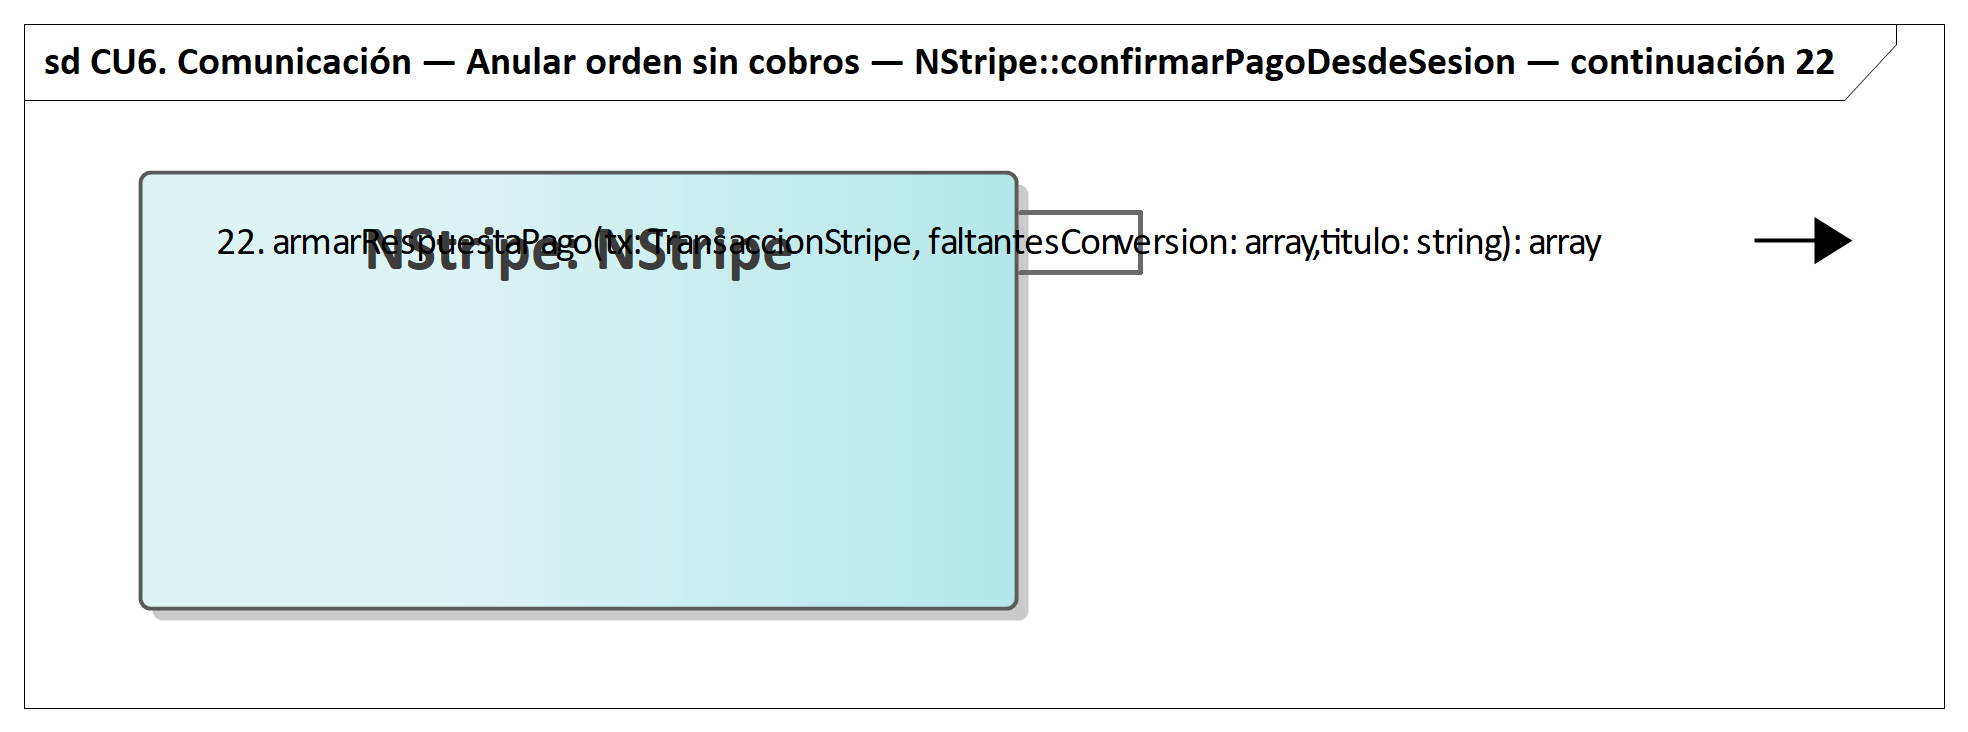 sd CU6. Comunicación — Anular orden sin cobros — NStripe::confirmarPagoDesdeSesion — continuación 22
22. armarRespuestaPago(tx: TransaccionStripe, faltantesConversion: array,titulo: string): array
NStripe: NStripe